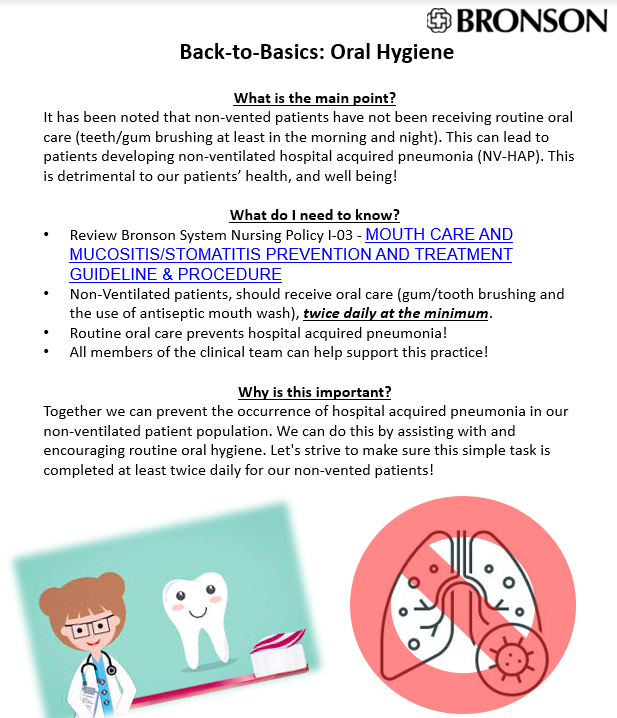 BRONSON
Back-to-Basics: Oral Hygiene
What is the main point?
It has been noted that non-vented patients have not been receiving routine oral
care (teeth/gum brushing at least in the morning and night). This can lead to
patients developing non-ventilated hospital acquired pneumonia (NV-HAP). This
is detrimental to our patients’ health, and well being!
What do I need to know?
• Review Bronson System Nursing Policy I-03 - MOUTH CARE AND
MUCOSITIS/STOMATITIS PREVENTION AND TREATMENT
GUIDELINE & PROCEDURE
• Non-Ventilated patients, should receive oral care (gum/tooth brushing and
the use of antiseptic mouth wash), twice daily at the minimum.
• Routine oral care prevents hospital acquired pneumonia!
• All members of the clinical team can help support this practice!
Why is this important?
Together we can prevent the occurrence of hospital acquired pneumonia in our
non-ventilated patient population. We can do this by assisting with and
encouraging routine oral hygiene. Let's strive to make sure this simple task is
completed at least twice daily for our non-vented patients!